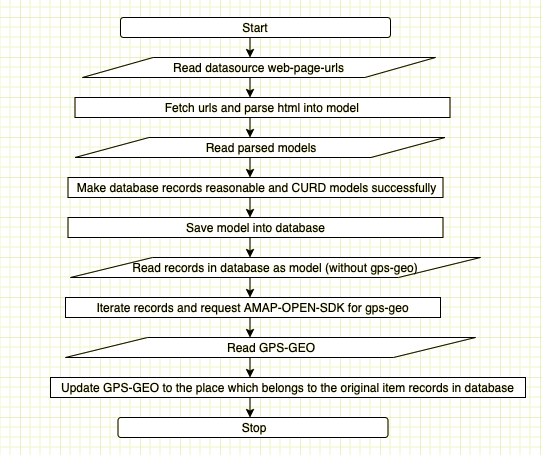 Start
Read datasource web-page-urls
Fetch urls and parse html into model
Read parsed models
Make database records reasonable and CURD models successfully
Save model into database
Read records in database as model (without gps-geo)
Iterate records and request AMAP-OPEN-SDK for gps-geo
Read GPS-GEO
Update GPS-GEO to the place which belongs to the original item records in database
Stop